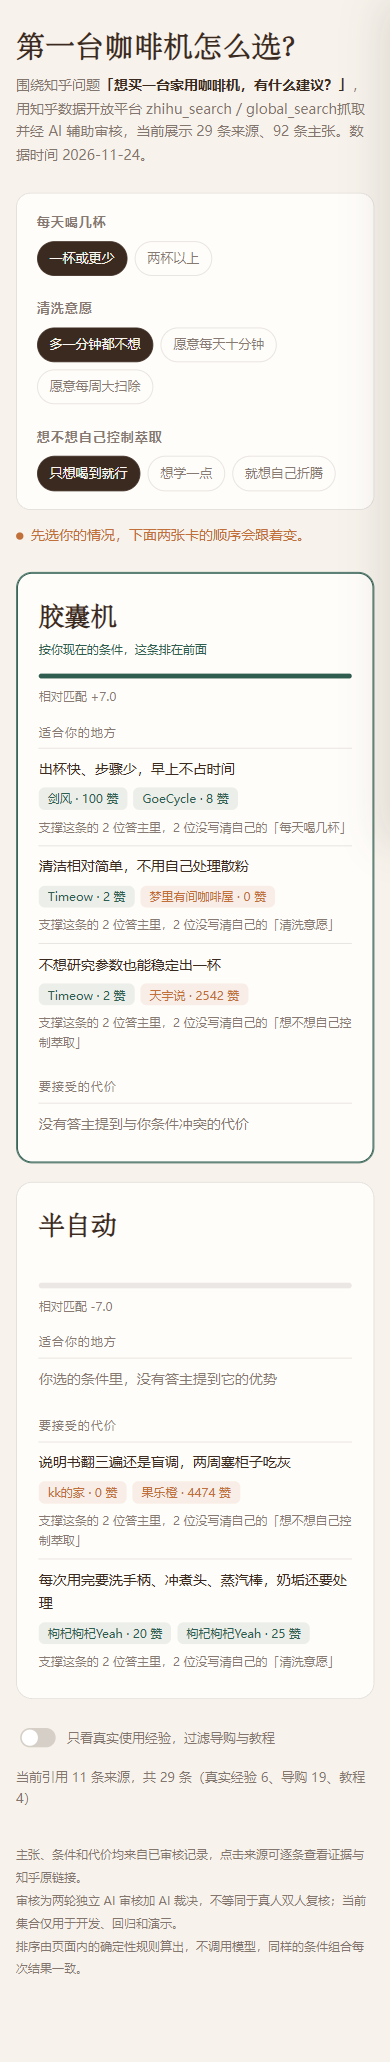 第一台咖啡机怎么选?
围绕知乎问题「想买一台家用咖啡机，有什么建议？」，
用知乎数据开放平台 zhihu_search / global_search抓取
并经 AI 辅助审核，当前展示 29 条来源、92 条主张。数
据时间 2026-11-24。
每天喝几杯
一杯或更少 两杯以上
清洗意愿
多一分钟都不想 愿意每天十分钟
愿意每周大扫除
想不想自己控制萃取
只想喝到就行 想学一点 就想自己折腾
先选你的情况，下面两张卡的顺序会跟着变。
胶囊机
按你现在的条件，这条排在前面
相对匹配 +7.0
适合你的地方
出杯快、步骤少，早上不占时间
剑风 · 100 赞 GoeCycle · 8 赞
支撑这条的 2 位答主里，2 位没写清自己的「每天喝几杯」
清洁相对简单，不用自己处理散粉
Timeow · 2 赞 梦里有间咖啡屋 · 0 赞
支撑这条的 2 位答主里，2 位没写清自己的「清洗意愿」
不想研究参数也能稳定出一杯
Timeow · 2 赞 天宇说 · 2542 赞
支撑这条的 2 位答主里，2 位没写清自己的「想不想自己控
制萃取」
要接受的代价
没有答主提到与你条件冲突的代价
半自动
相对匹配 -7.0
适合你的地方
你选的条件里，没有答主提到它的优势
要接受的代价
说明书翻三遍还是盲调，两周塞柜子吃灰
kk的家 · 0 赞 果乐橙 · 4474 赞
支撑这条的 2 位答主里，2 位没写清自己的「想不想自己控
制萃取」
每次用完要洗手柄、冲煮头、蒸汽棒，奶垢还要处
理
枸杞枸杞Yeah · 20 赞 枸杞枸杞Yeah · 25 赞
支撑这条的 2 位答主里，2 位没写清自己的「清洗意愿」
只看真实使用经验，过滤导购与教程
当前引用 11 条来源，共 29 条（真实经验 6、导购 19、教程
4）
主张、条件和代价均来自已审核记录，点击来源可逐条查看证据与
知乎原链接。
审核为两轮独立 AI 审核加 AI 裁决，不等同于真人双人复核；当前
集合仅用于开发、回归和演示。
排序由页面内的确定性规则算出，不调用模型，同样的条件组合每
次结果一致。